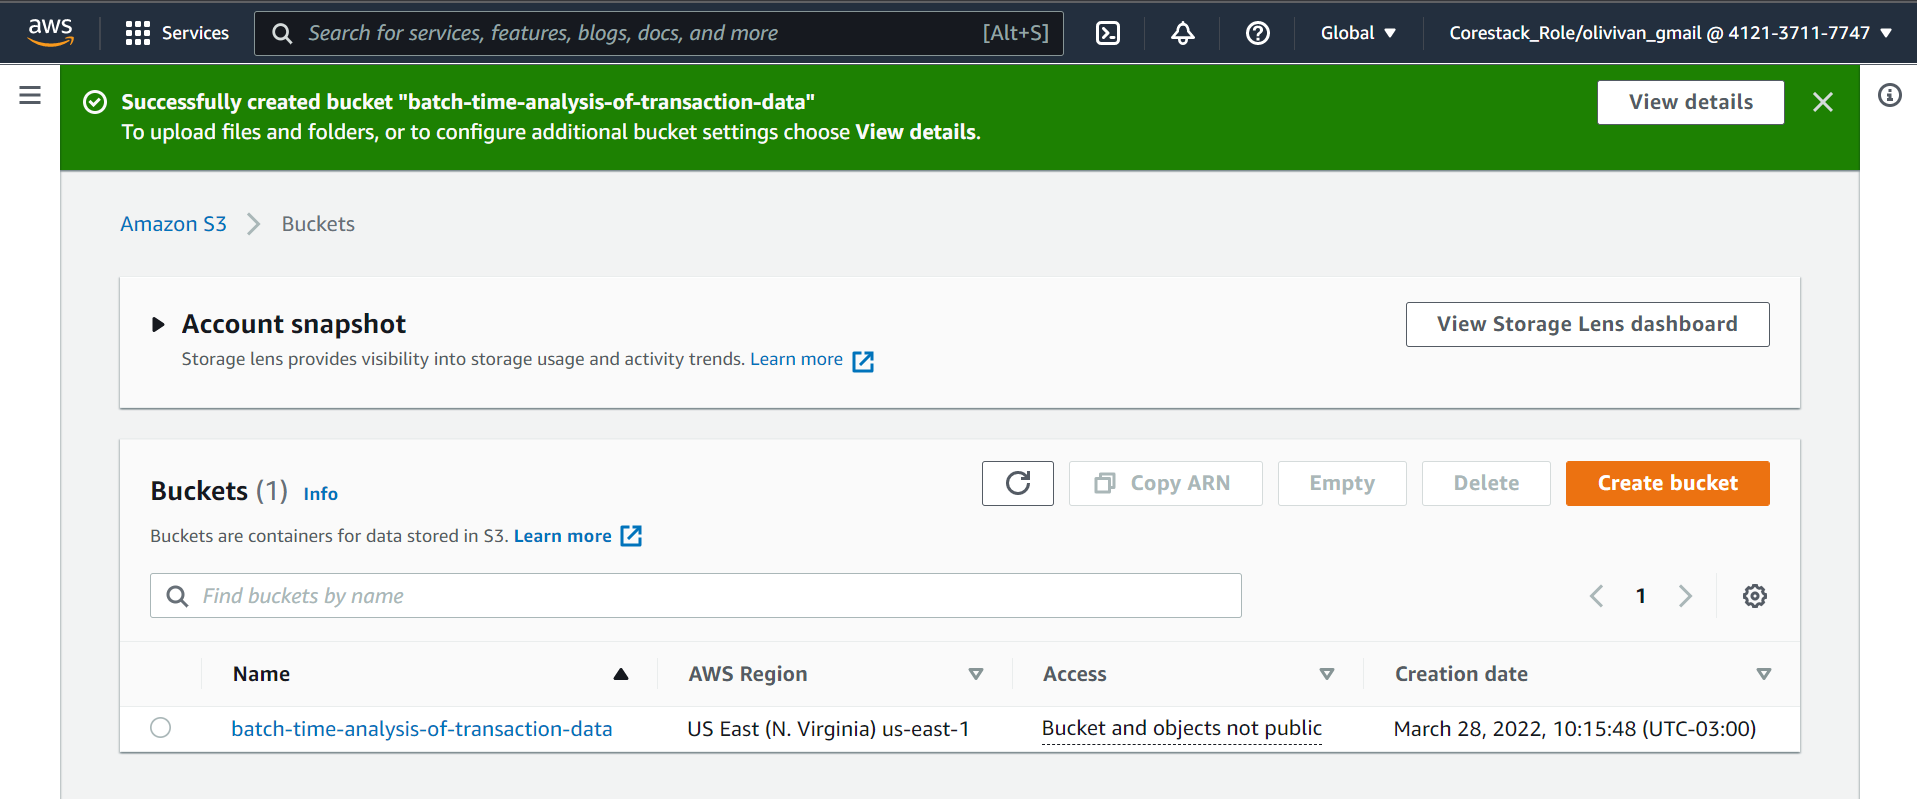 aws
Services
Search for services, features, blogs, docs, and more
[Alt+S]
Global
Corestack_Role/olivivan_gmail @ 4121-3711-7747
Successfully created bucket "batch-time-analysis-of-transaction-data"
To upload files and folders, or to configure additional bucket settings choose View details.
View details
Amazon S3
Buckets
Account snapshot
Storage lens provides visibility into storage usage and activity trends. Learn more
View Storage Lens dashboard
Buckets (1) Info
Buckets are containers for data stored in S3. Learn more
Copy ARN
Empty
Delete
Create bucket
Find buckets by name
1
Name
AWS Region
Access
Creation date
batch-time-analysis-of-transaction-data
US East (N. Virginia) us-east-1
Bucket and objects not public
March 28, 2022, 10:15:48 (UTC-03:00)